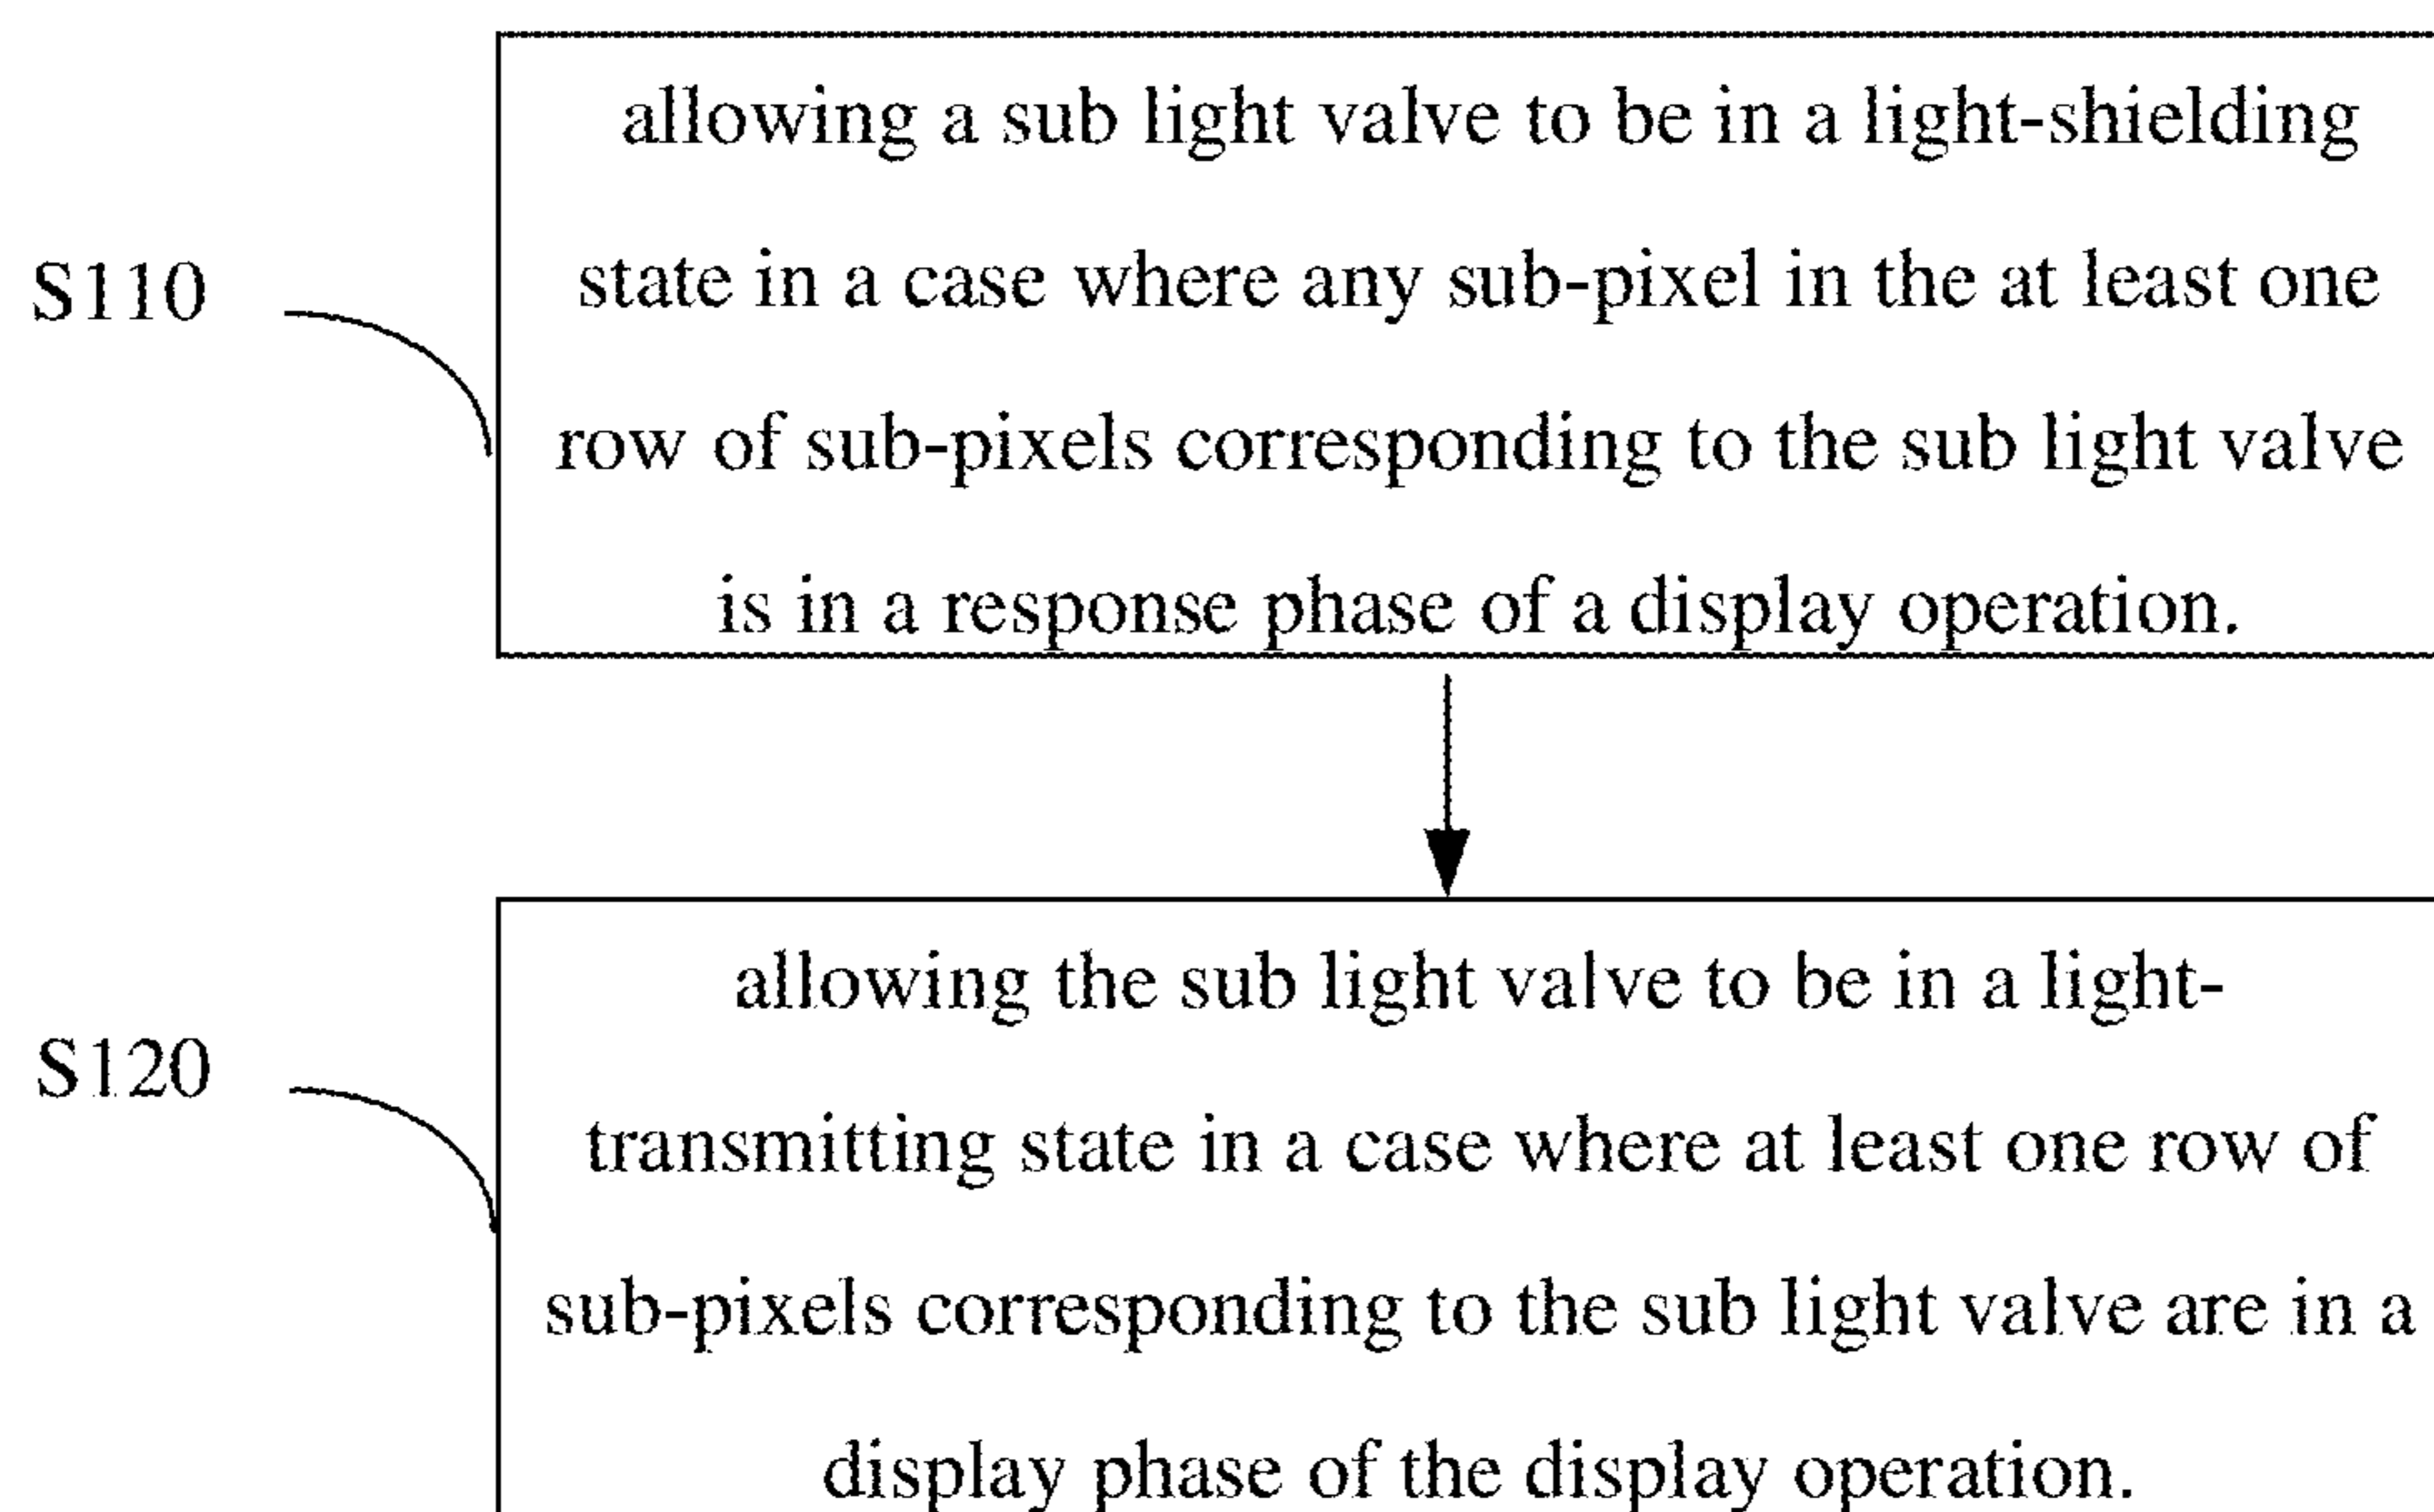 allowing a sub light valve to be in a light-shielding
S110
state in a case where any sub-pixel in the at least one
row of sub-pixels corresponding to the sub light valve
is in a response phase of a display operation.
allowing the sub light valve to be in a light-
S120
transmitting state in a case where at least one row of
sub-pixels corresponding to the sub light valve are in a
display phase of the display operation.